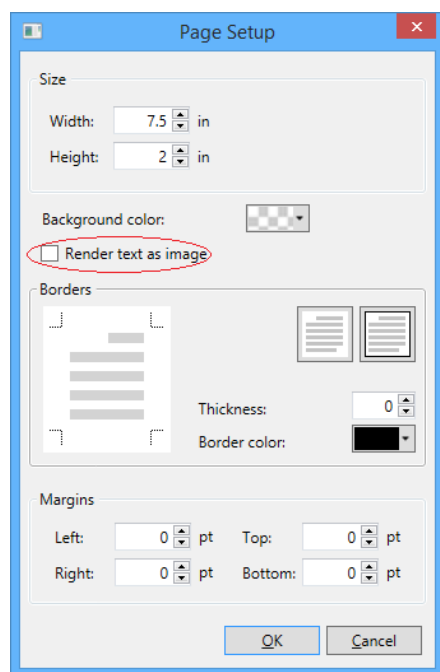 Page Setup
Size
Width: 7.5 in
Height: 2 in
Background color:
Render text as image
Borders
Thickness: 0
Border color:
Margins
Left: 0 pt Top: 0 pt
Right: 0 pt Bottom: 0 pt
OK Cancel